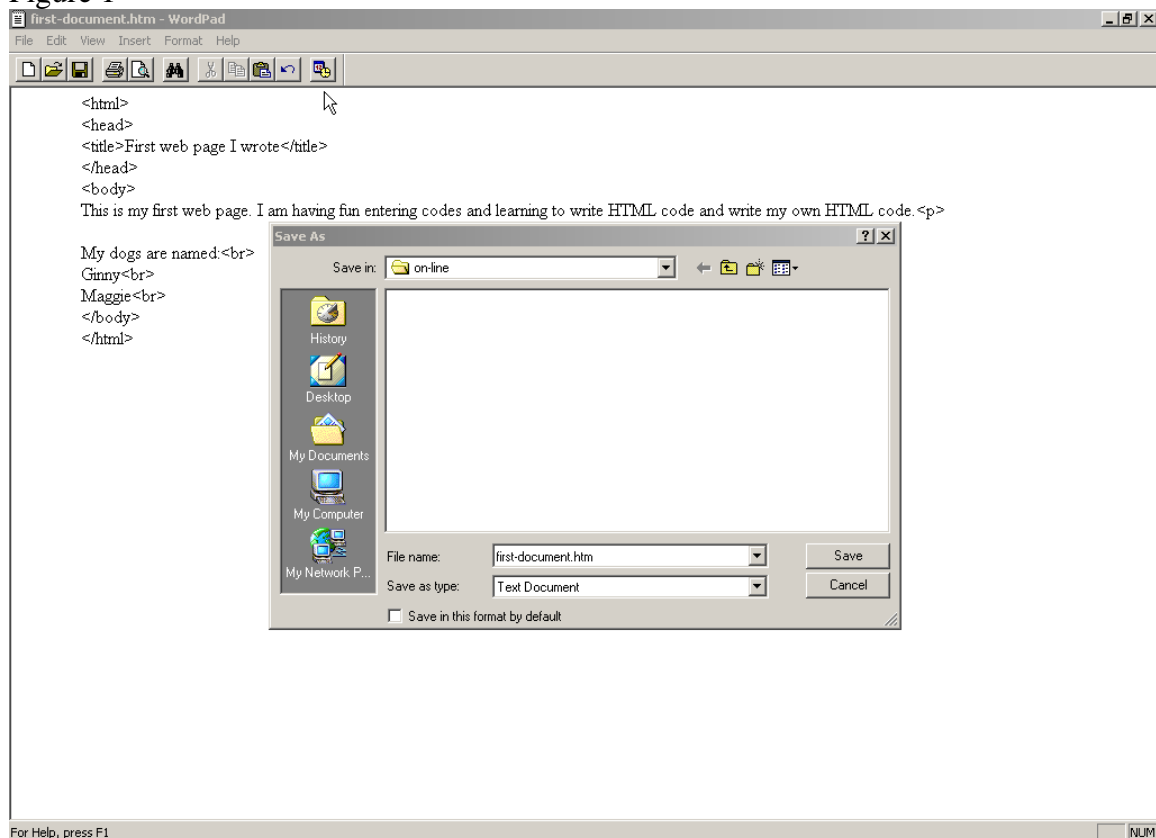 Figure 1
first-document.htm - WordPad
File Edit View Insert Format Help
<html>
<head>
<title>First web page I wrote</title>
</head>
<body>
This is my first web page. I am having fun entering codes and learning to write HTML code and write my own HTML code.<p>
My dogs are named:<br>
Ginny<br>
Maggie<br>
</body>
</html>
Save As
Save in: on-line
History
Desktop
My Documents
My Computer
My Network P...
File name: first-document.htm Save
Save as type: Text Document Cancel
Save in this format by default
For Help, press F1 NUM